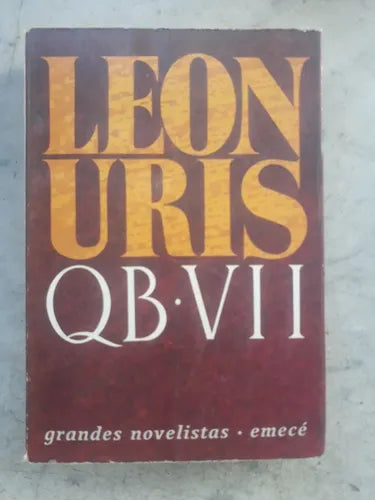 LEON
URIS
QB·VII
grandes novelistas · emecé